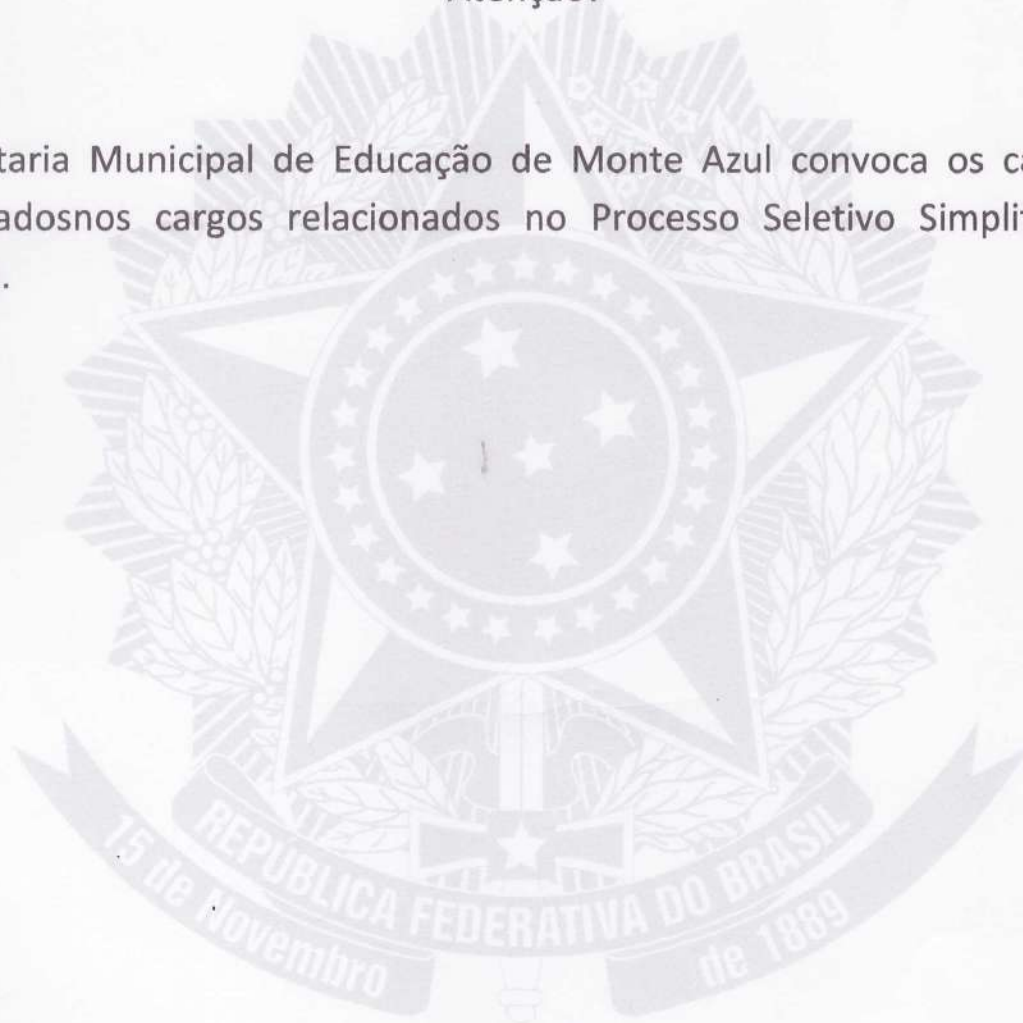 taria Municipal de Educação de Monte Azul convoca os ca
adosnos cargos relacionados no Processo Seletivo Simplif
.
REPÚBLICA FEDERATIVA DO BRASIL
15 de Novembro de 1889